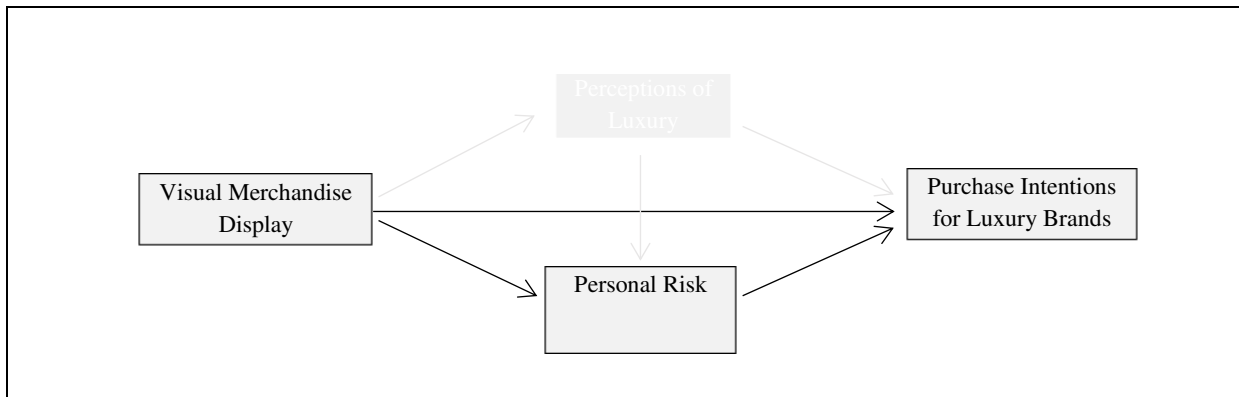 Perceptions of
Luxury
Visual Merchandise
Display
Purchase Intentions
for Luxury Brands
Personal Risk